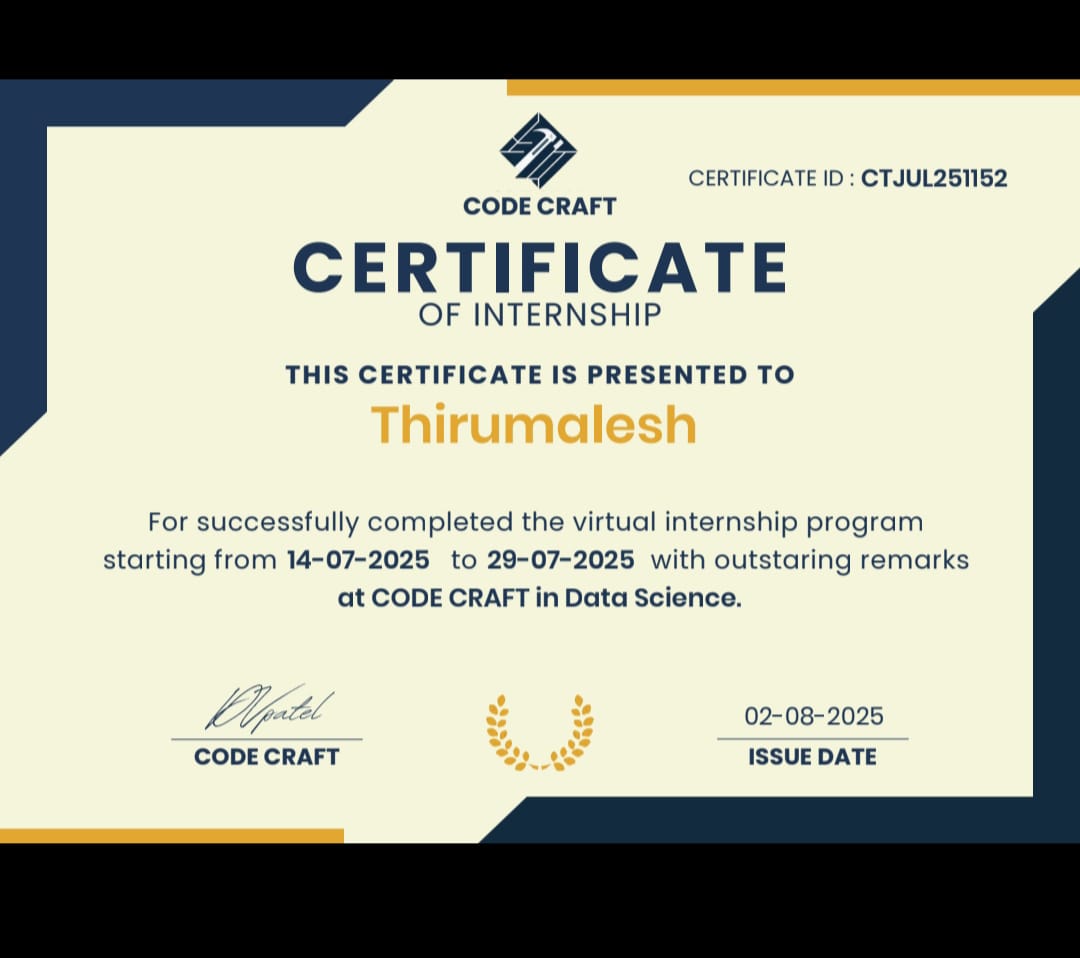 CODE CRAFT
CERTIFICATE ID : CTJUL251152
CERTIFICATE
OF INTERNSHIP
THIS CERTIFICATE IS PRESENTED TO
Thirumalesh
For successfully completed the virtual internship program
starting from 14-07-2025 to 29-07-2025 with outstaring remarks
at CODE CRAFT in Data Science.
DVpatel
CODE CRAFT
02-08-2025
ISSUE DATE